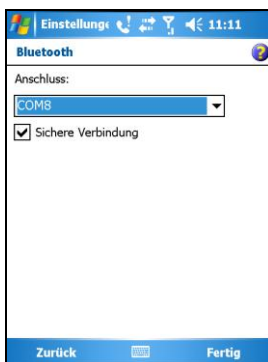 Einstellunge 11:11
Bluetooth
Anschluss:
COM8
Sichere Verbindung
Zurück Fertig